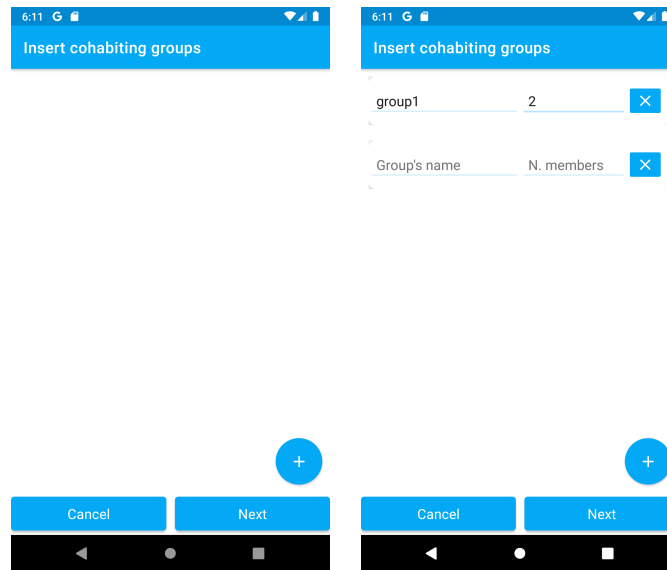 6:11 G
Insert cohabiting groups
+
Cancel Next
6:11 G
Insert cohabiting groups
group1 2
Group's name N. members
+
Cancel Next